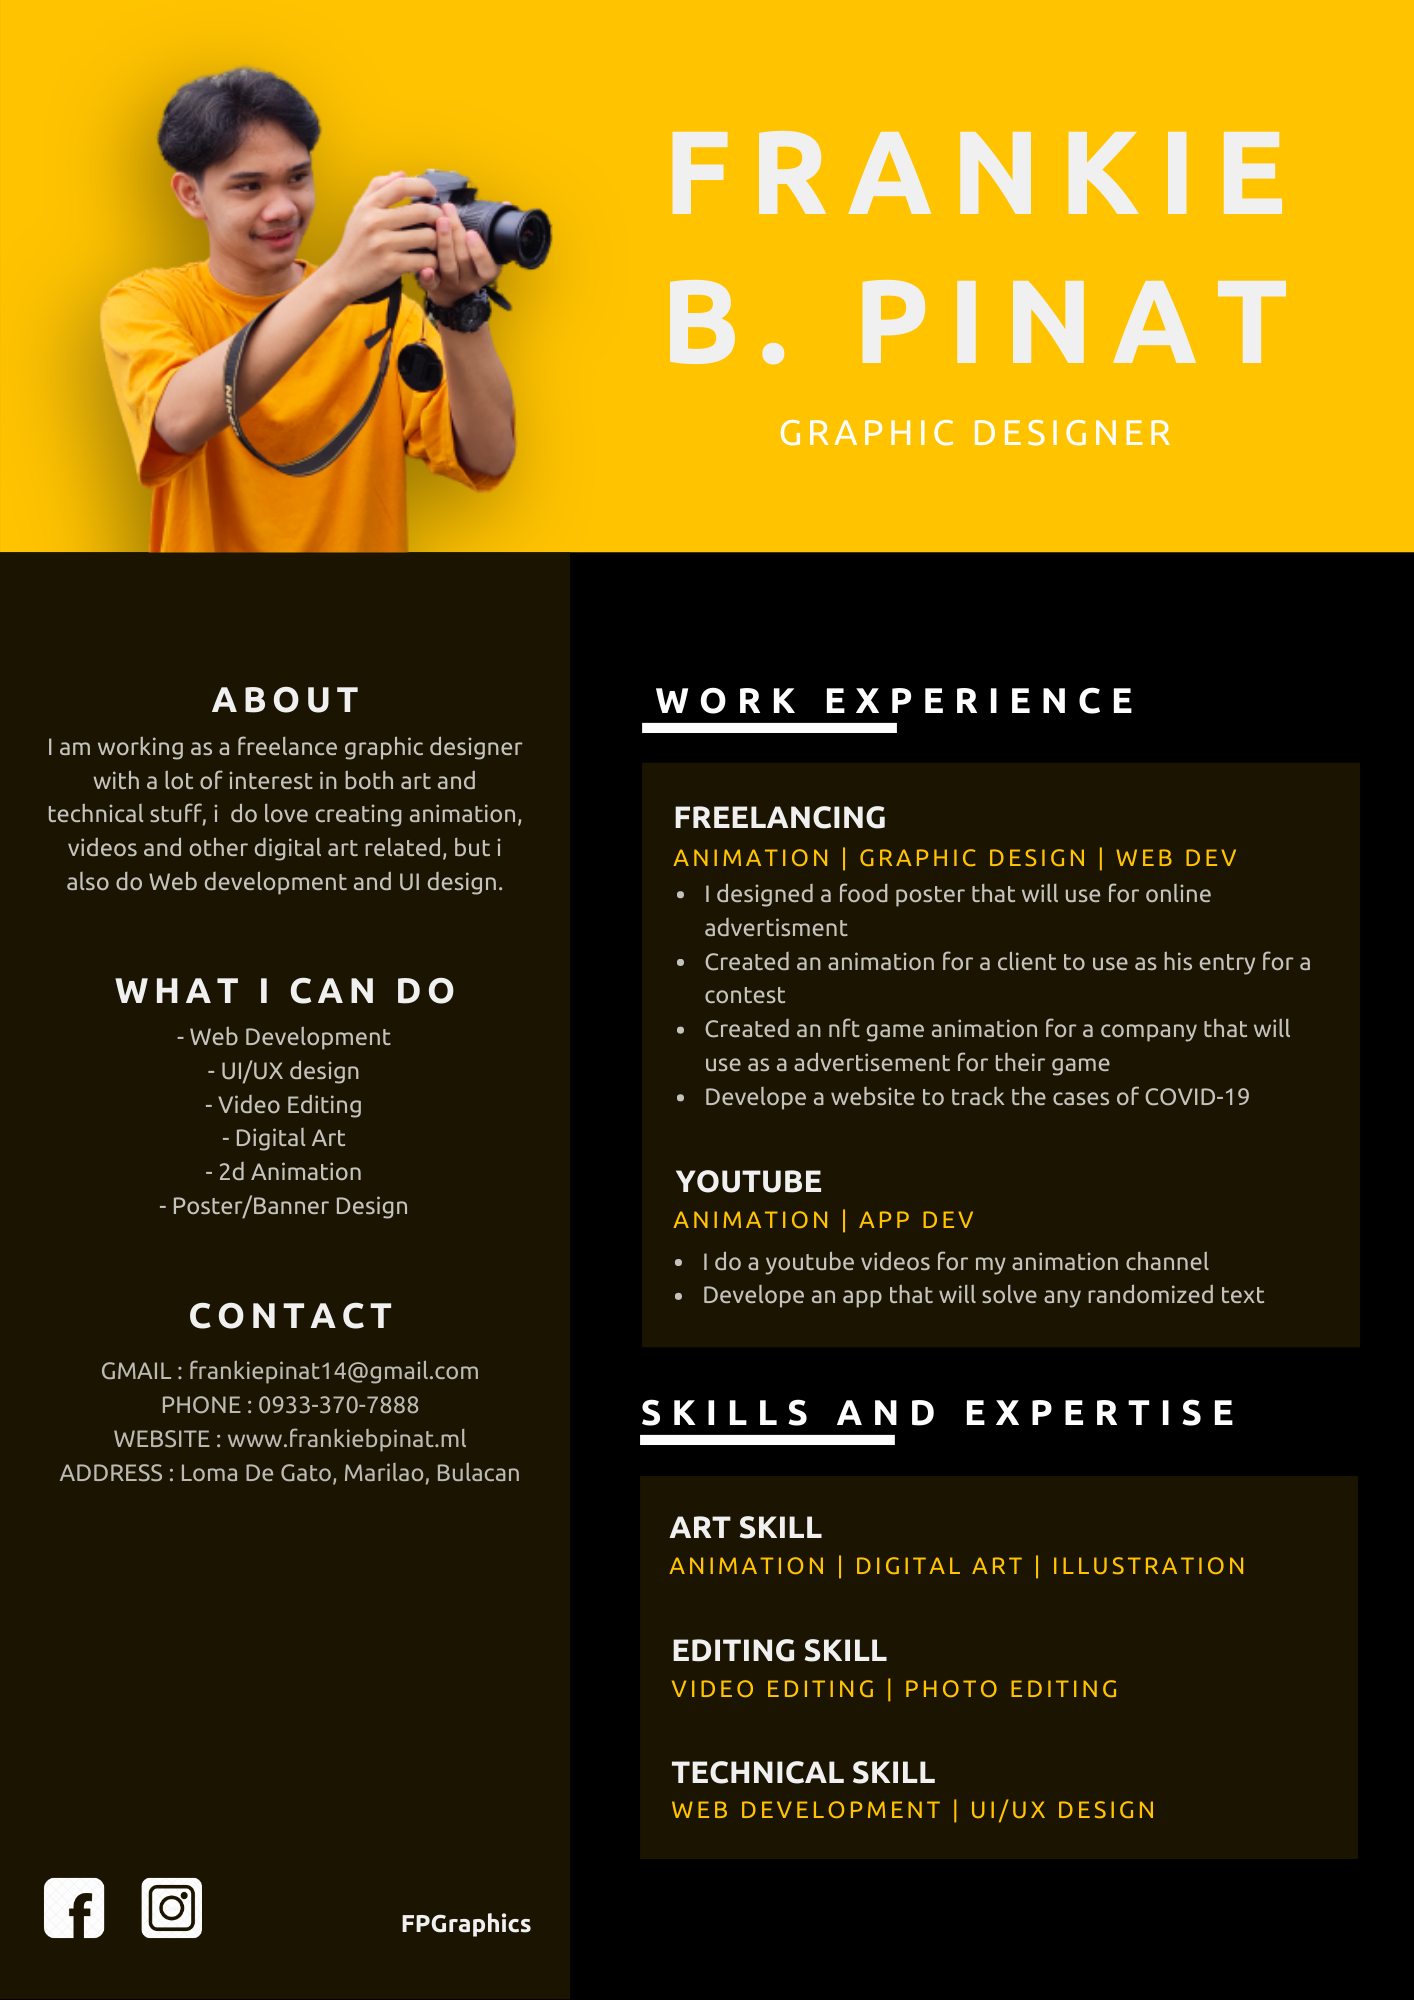 FRANKIE
B. PINAT
GRAPHIC DESIGNER
ABOUT
I am working as a freelance graphic designer
with a lot of interest in both art and
technical stuff, i do love creating animation,
videos and other digital art related, but i
also do Web development and UI design.
WHAT I CAN DO
- Web Development
- UI/UX design
- Video Editing
- Digital Art
- 2d Animation
- Poster/Banner Design
CONTACT
GMAIL : frankiepinat14@gmail.com
PHONE : 0933-370-7888
WEBSITE : www.frankiebpinat.ml
ADDRESS : Loma De Gato, Marilao, Bulacan
FPGraphics
WORK EXPERIENCE
FREELANCING
ANIMATION | GRAPHIC DESIGN | WEB DEV
• I designed a food poster that will use for online
advertisment
• Created an animation for a client to use as his entry for a
contest
• Created an nft game animation for a company that will
use as a advertisement for their game
• Develope a website to track the cases of COVID-19
YOUTUBE
ANIMATION | APP DEV
• I do a youtube videos for my animation channel
• Develope an app that will solve any randomized text
SKILLS AND EXPERTISE
ART SKILL
ANIMATION | DIGITAL ART | ILLUSTRATION
EDITING SKILL
VIDEO EDITING | PHOTO EDITING
TECHNICAL SKILL
WEB DEVELOPMENT | UI/UX DESIGN